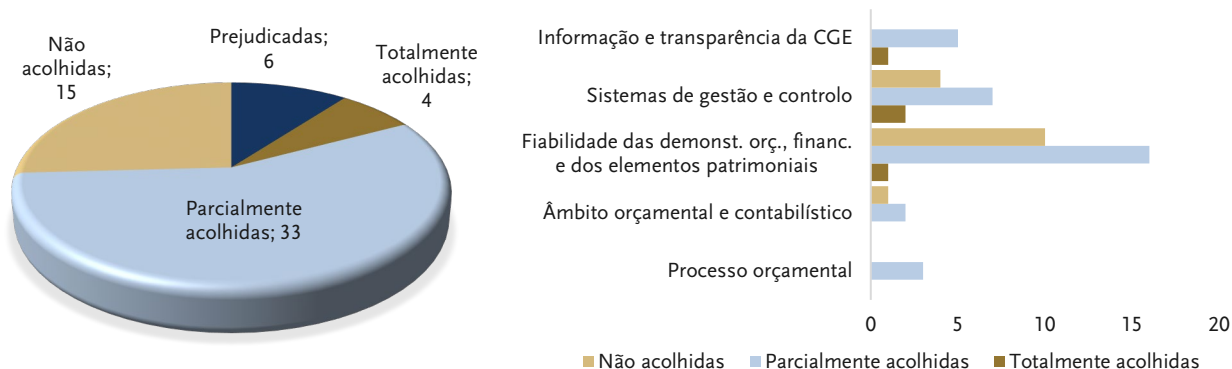 Não
acolhidas;
15
Prejudicadas;
6
Totalmente
acolhidas;
4
Parcialmente
acolhidas; 33
Informação e transparência da CGE
Sistemas de gestão e controlo
Fiabilidade das demonst. orç., financ.
e dos elementos patrimoniais
Âmbito orçamental e contabilístico
Processo orçamental
0 5 10 15 20
Não acolhidas Parcialmente acolhidas Totalmente acolhidas